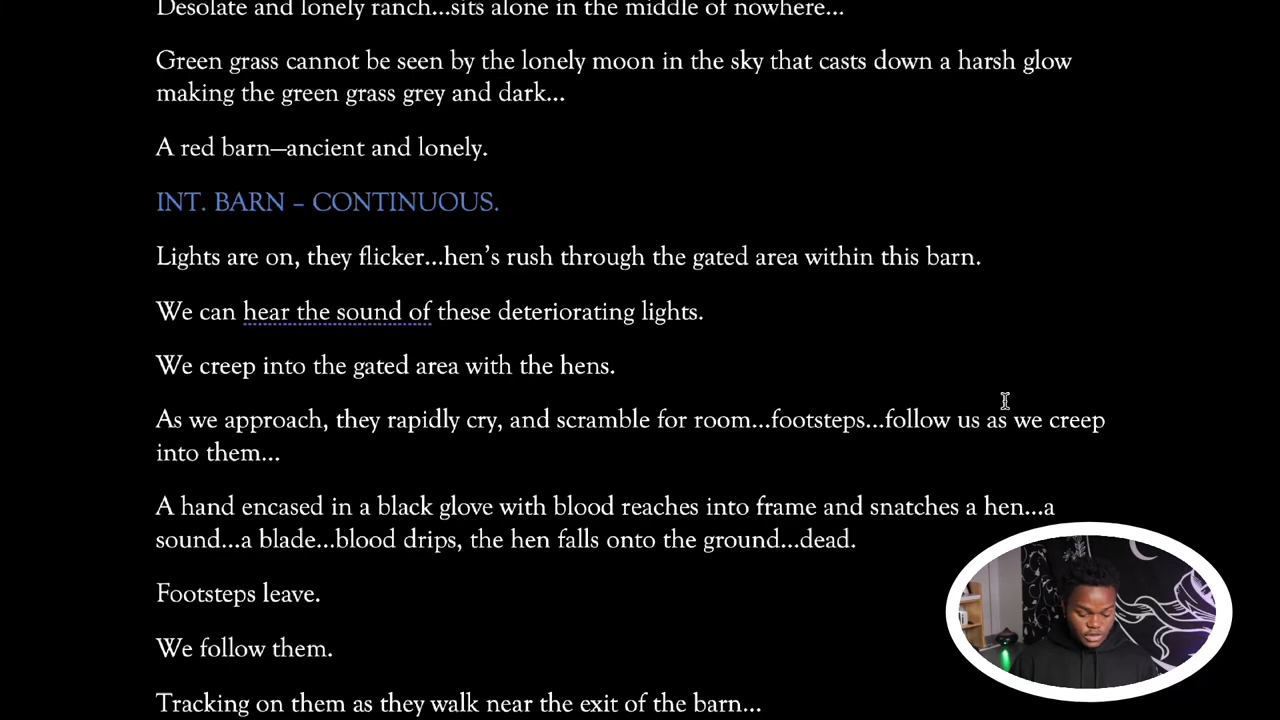 Desolate and lonely ranch...sits alone in the middle of nowhere...
Green grass cannot be seen by the lonely moon in the sky that casts down a harsh glow
making the green grass grey and dark...
A red barn—ancient and lonely.
INT. BARN – CONTINUOUS.
Lights are on, they flicker...hen's rush through the gated area within this barn.
We can hear the sound of these deteriorating lights.
We creep into the gated area with the hens.
As we approach, they rapidly cry, and scramble for room...footsteps...follow us as we creep
into them...
A hand encased in a black glove with blood reaches into frame and snatches a hen...a
sound...a blade...blood drips, the hen falls onto the ground...dead.
Footsteps leave.
We follow them.
Tracking on them as they walk near the exit of the barn...